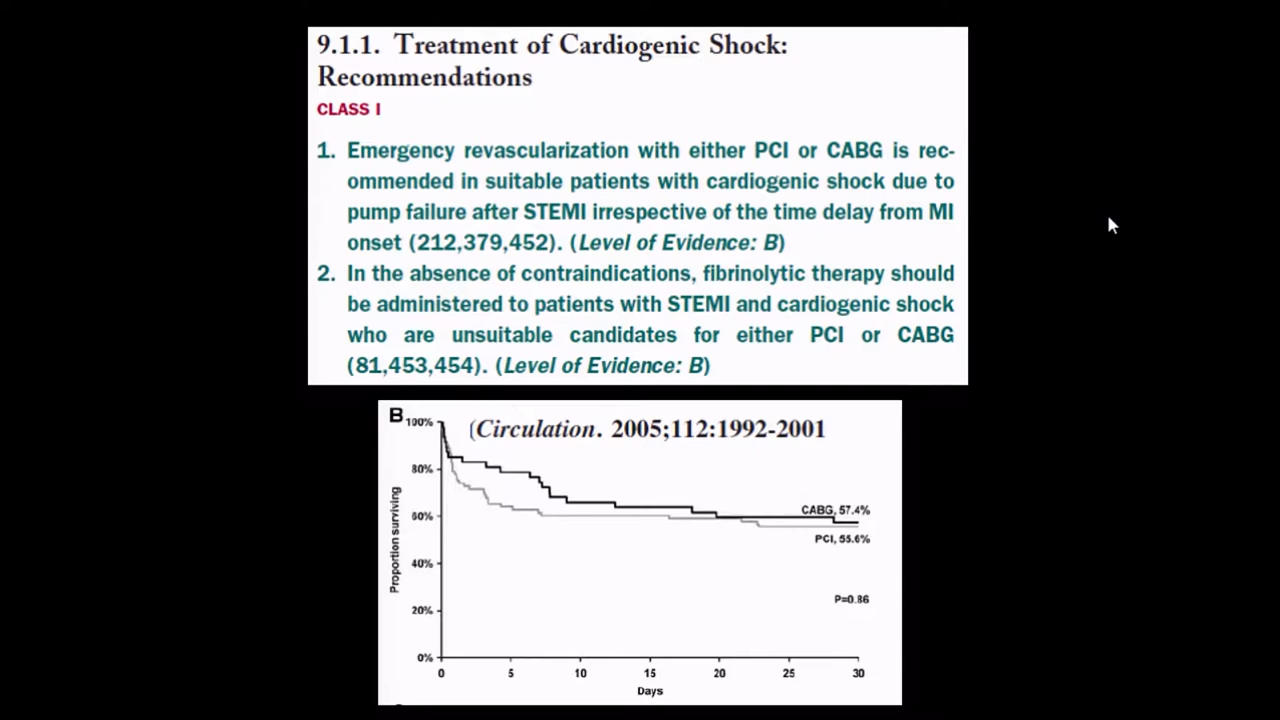 9.1.1. Treatment of Cardiogenic Shock:
Recommendations
CLASS I
1. Emergency revascularization with either PCI or CABG is rec-
ommended in suitable patients with cardiogenic shock due to
pump failure after STEMI irrespective of the time delay from MI
onset (212,379,452). (Level of Evidence: B)
2. In the absence of contraindications, fibrinolytic therapy should
be administered to patients with STEMI and cardiogenic shock
who are unsuitable candidates for either PCI or CABG
(81,453,454). (Level of Evidence: B)
B
(Circulation. 2005;112:1992-2001
100%
80%
60%
40%
20%
0%
Proportion surviving
CABG, 57.4%
PCI, 55.6%
P=0.86
0 5 10 15 20 25 30
Days